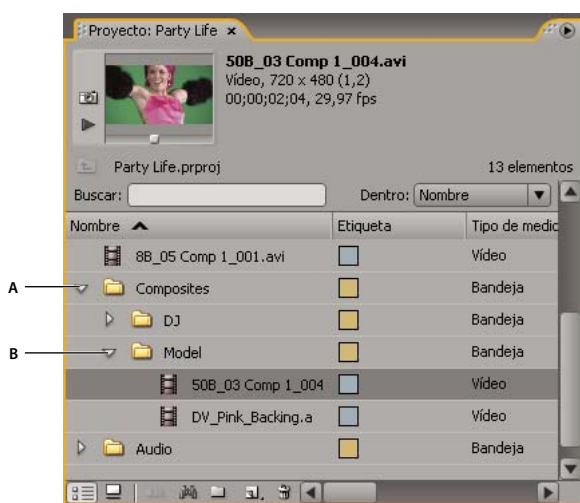 Proyecto: Party Life x
50B_03 Comp 1_004.avi
Vídeo, 720 x 480 (1,2)
00;00;02;04, 29,97 fps
Party Life.prproj 13 elementos
Buscar: Dentro: Nombre
Nombre Etiqueta Tipo de medic
8B_05 Comp 1_001.avi Vídeo
A Composites Bandeja
DJ Bandeja
B Model Bandeja
50B_03 Comp 1_004 Vídeo
DV_Pink_Backing.a Vídeo
Audio Bandeja